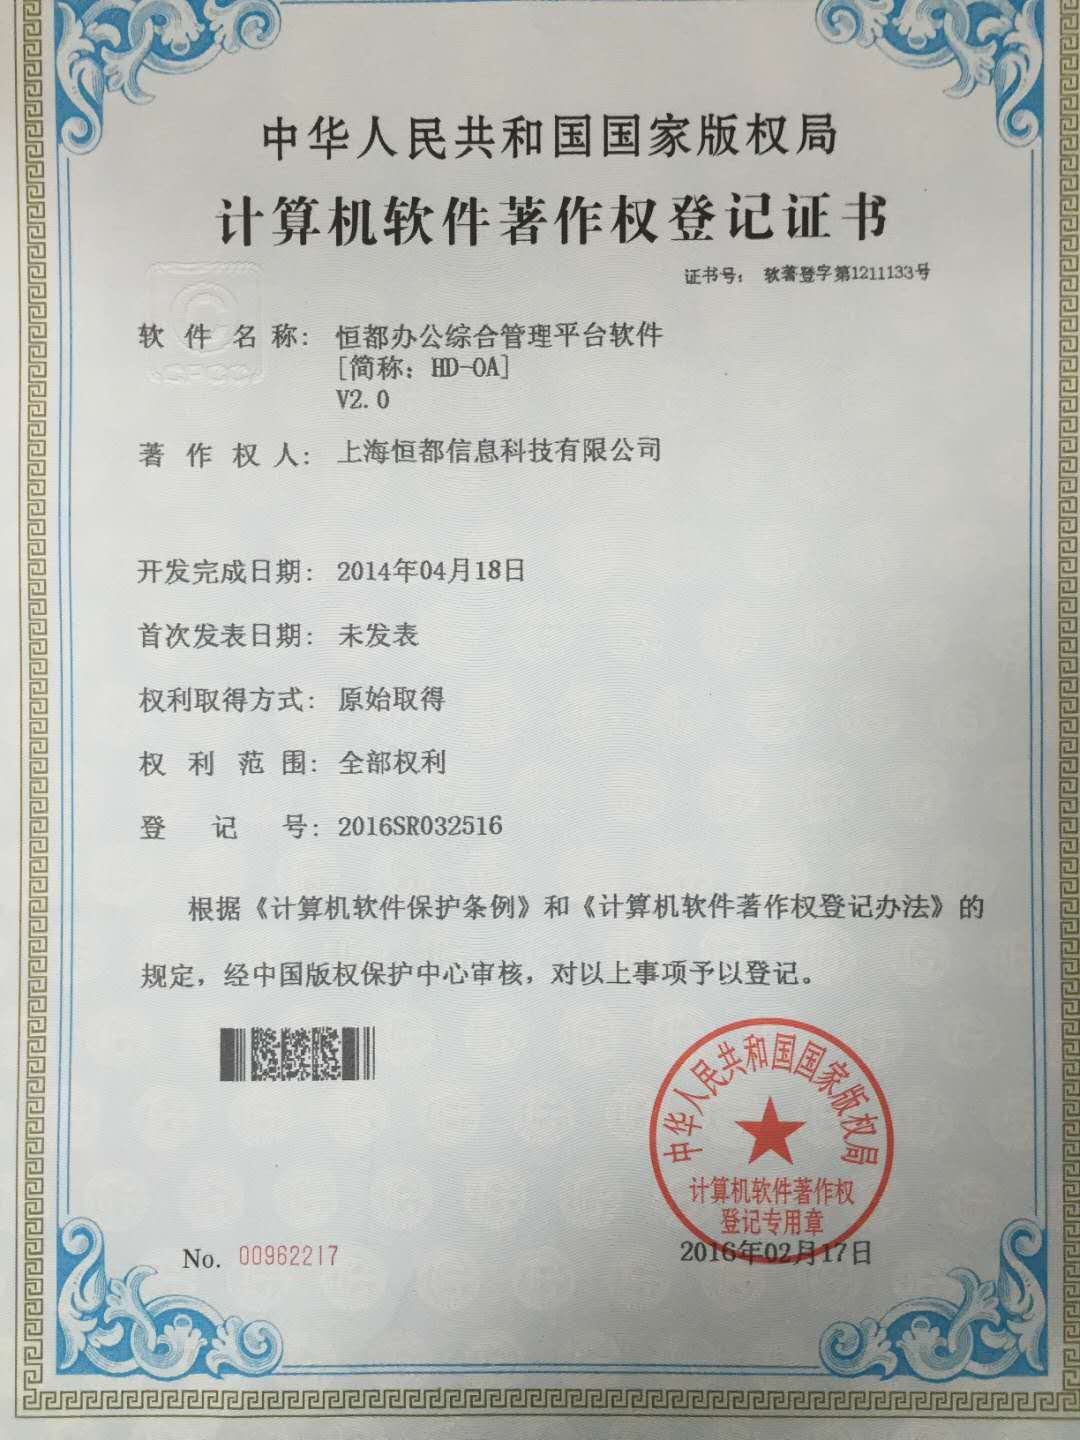 中华人民共和国国家版权局
计算机软件著作权登记证书
证书号： 软著登字第1211133号
软件名称： 恒都办公综合管理平台软件
[简称：HD-OA]
V2.0
著作权人： 上海恒都信息科技有限公司
开发完成日期： 2014年04月18日
首次发表日期： 未发表
权利取得方式： 原始取得
权利范围： 全部权利
登记号： 2016SR032516
根据《计算机软件保护条例》和《计算机软件著作权登记办法》的
规定，经中国版权保护中心审核，对以上事项予以登记。
中华人民共和国国家版权局
计算机软件著作权
登记专用章
No. 00962217
2016年02月17日